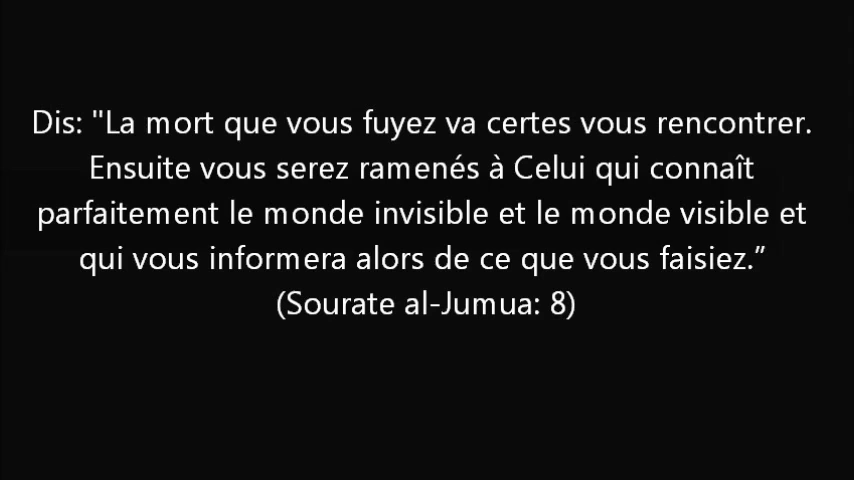 Dis: "La mort que vous fuyez va certes vous rencontrer.
Ensuite vous serez ramenés à Celui qui connaît
parfaitement le monde invisible et le monde visible et
qui vous informera alors de ce que vous faisiez.”
(Sourate al-Jumua: 8)